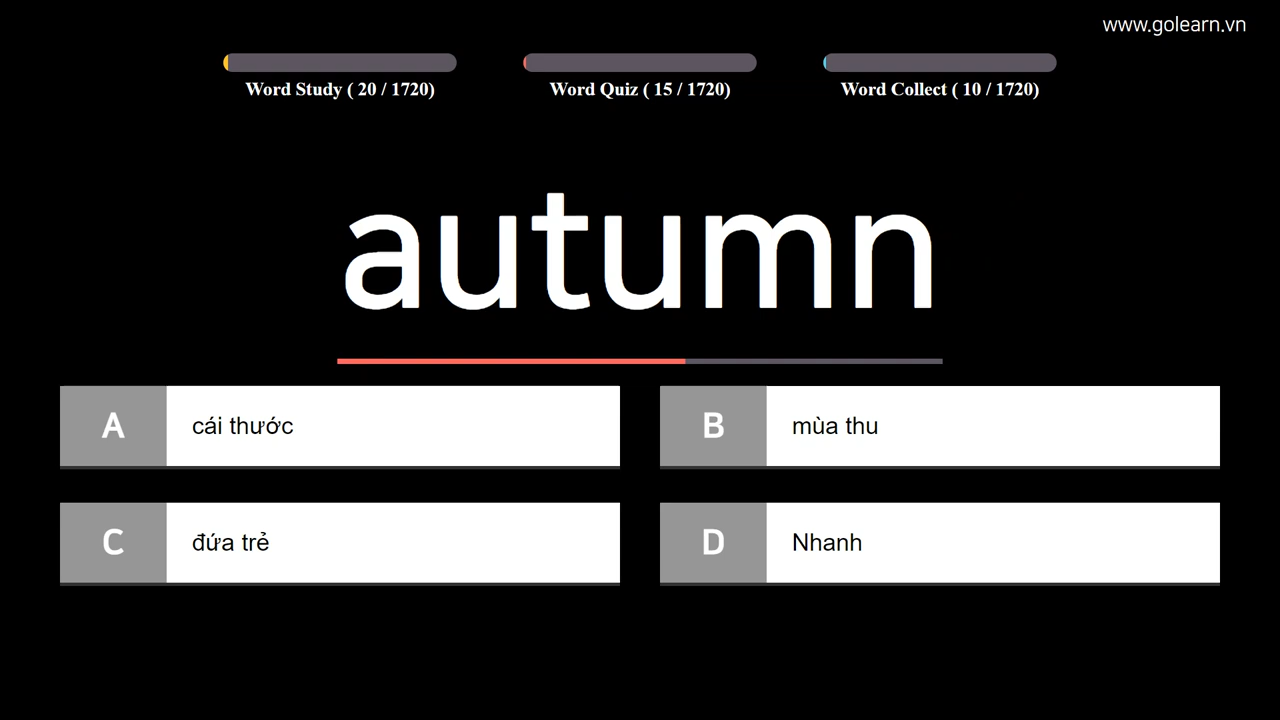 www.golearn.vn
Word Study ( 20 / 1720)
Word Quiz ( 15 / 1720)
Word Collect ( 10 / 1720)
autumn
A cái thước
B mùa thu
C đứa trẻ
D Nhanh